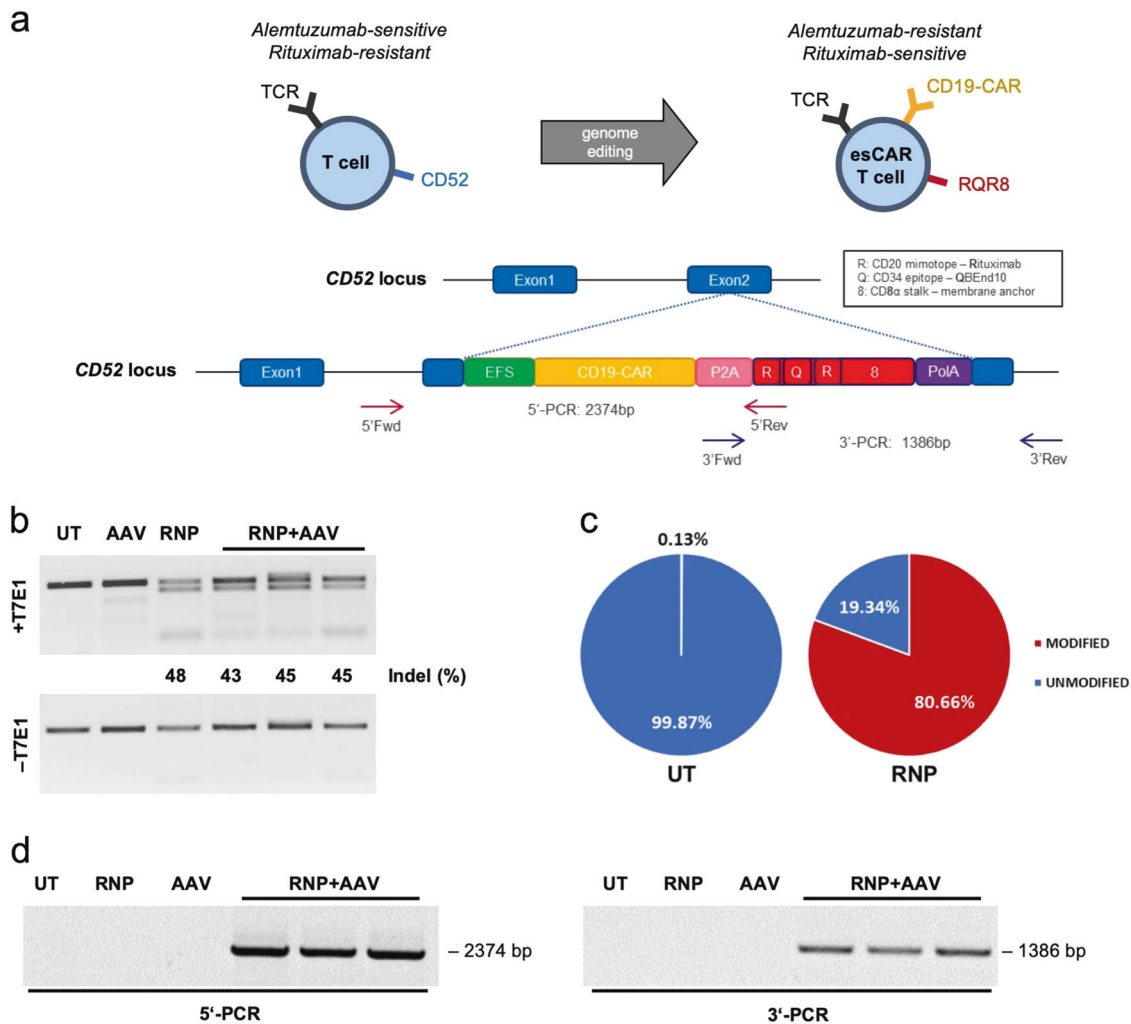 a
Alemtuzumab-sensitive
Rituximab-resistant
Alemtuzumab-resistant
Rituximab-sensitive
TCR
T cell
CD52
genome
editing
TCR
CD19-CAR
esCAR
T cell
RQR8
CD52 locus
Exon1
Exon2
R: CD20 mimotope – Rituximab
Q: CD34 epitope – QBEnd10
8: CD8α stalk – membrane anchor
CD52 locus
Exon1
EFS
CD19-CAR
P2A
R
Q
R
8
PolA
5'-PCR: 2374bp
5'Fwd
5'Rev
3'Fwd
3'-PCR: 1386bp
3'Rev
b
UT AAV RNP RNP+AAV
+T7E1
48 43 45 45 Indel (%)
–T7E1
c
0.13%
99.87%
UT
19.34%
80.66%
RNP
MODIFIED
UNMODIFIED
d
UT RNP AAV RNP+AAV
– 2374 bp
5'-PCR
UT RNP AAV RNP+AAV
– 1386 bp
3'-PCR